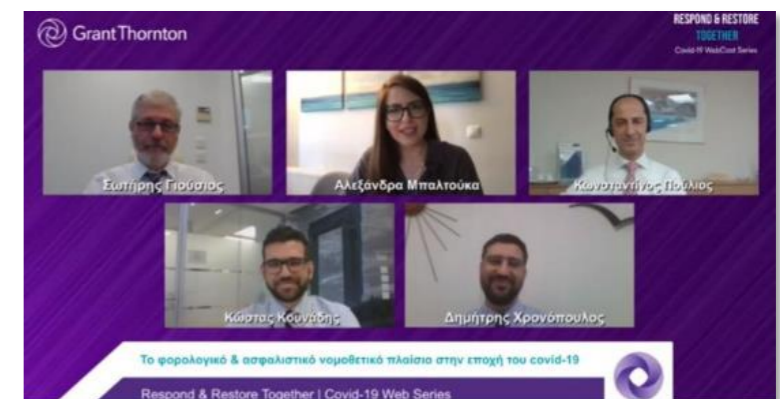 Grant Thornton
RESPOND & RESTORE
TOGETHER
Covid-19 WebCast Series
Σωτήρης Γιούσιος
Αλεξάνδρα Μπαλτούκα
Κωνσταντίνος Πούλιος
Κώστας Κουνάδης
Δημήτρης Χρονόπουλος
Το φορολογικό & ασφαλιστικό νομοθετικό πλαίσιο στην εποχή του covid-19
Respond & Restore Together | Covid-19 Web Series